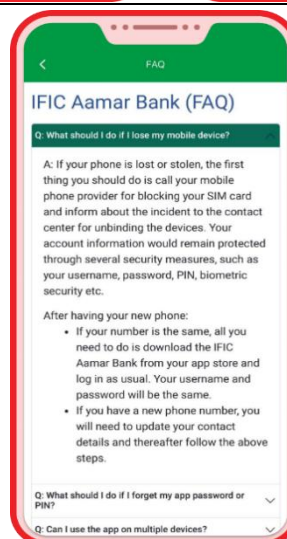 FAQ
IFIC Aamar Bank (FAQ)
Q: What should I do if I lose my mobile device?
A: If your phone is lost or stolen, the first
thing you should do is call your mobile
phone provider for blocking your SIM card
and inform about the incident to the contact
center for unbinding the devices. Your
account information would remain protected
through several security measures, such as
your username, password, PIN, biometric
security etc.
After having your new phone:
• If your number is the same, all you
need to do is download the IFIC
Aamar Bank from your app store and
log in as usual. Your username and
password will be the same.
• If you have a new phone number, you
will need to update your contact
details and thereafter follow the above
steps.
Q: What should I do if I forget my app password or
PIN?
Q: Can I use the app on multiple devices?